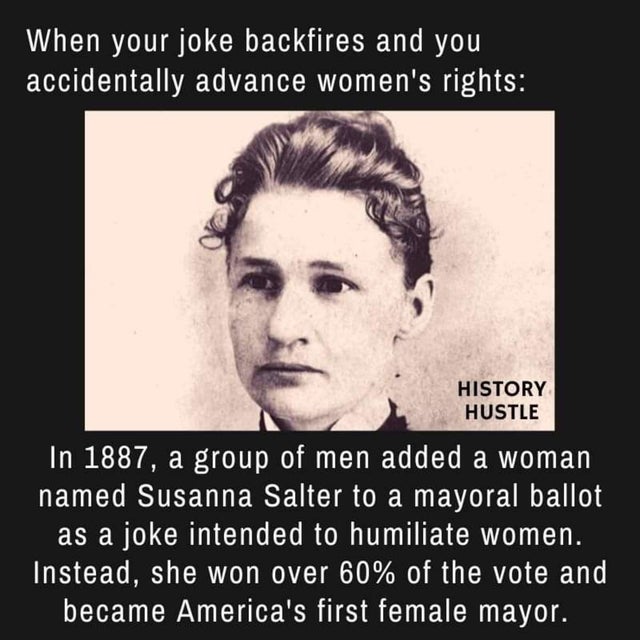 When your joke backfires and you
accidentally advance women's rights:
HISTORY
HUSTLE
In 1887, a group of men added a woman
named Susanna Salter to a mayoral ballot
as a joke intended to humiliate women.
Instead, she won over 60% of the vote and
became America's first female mayor.